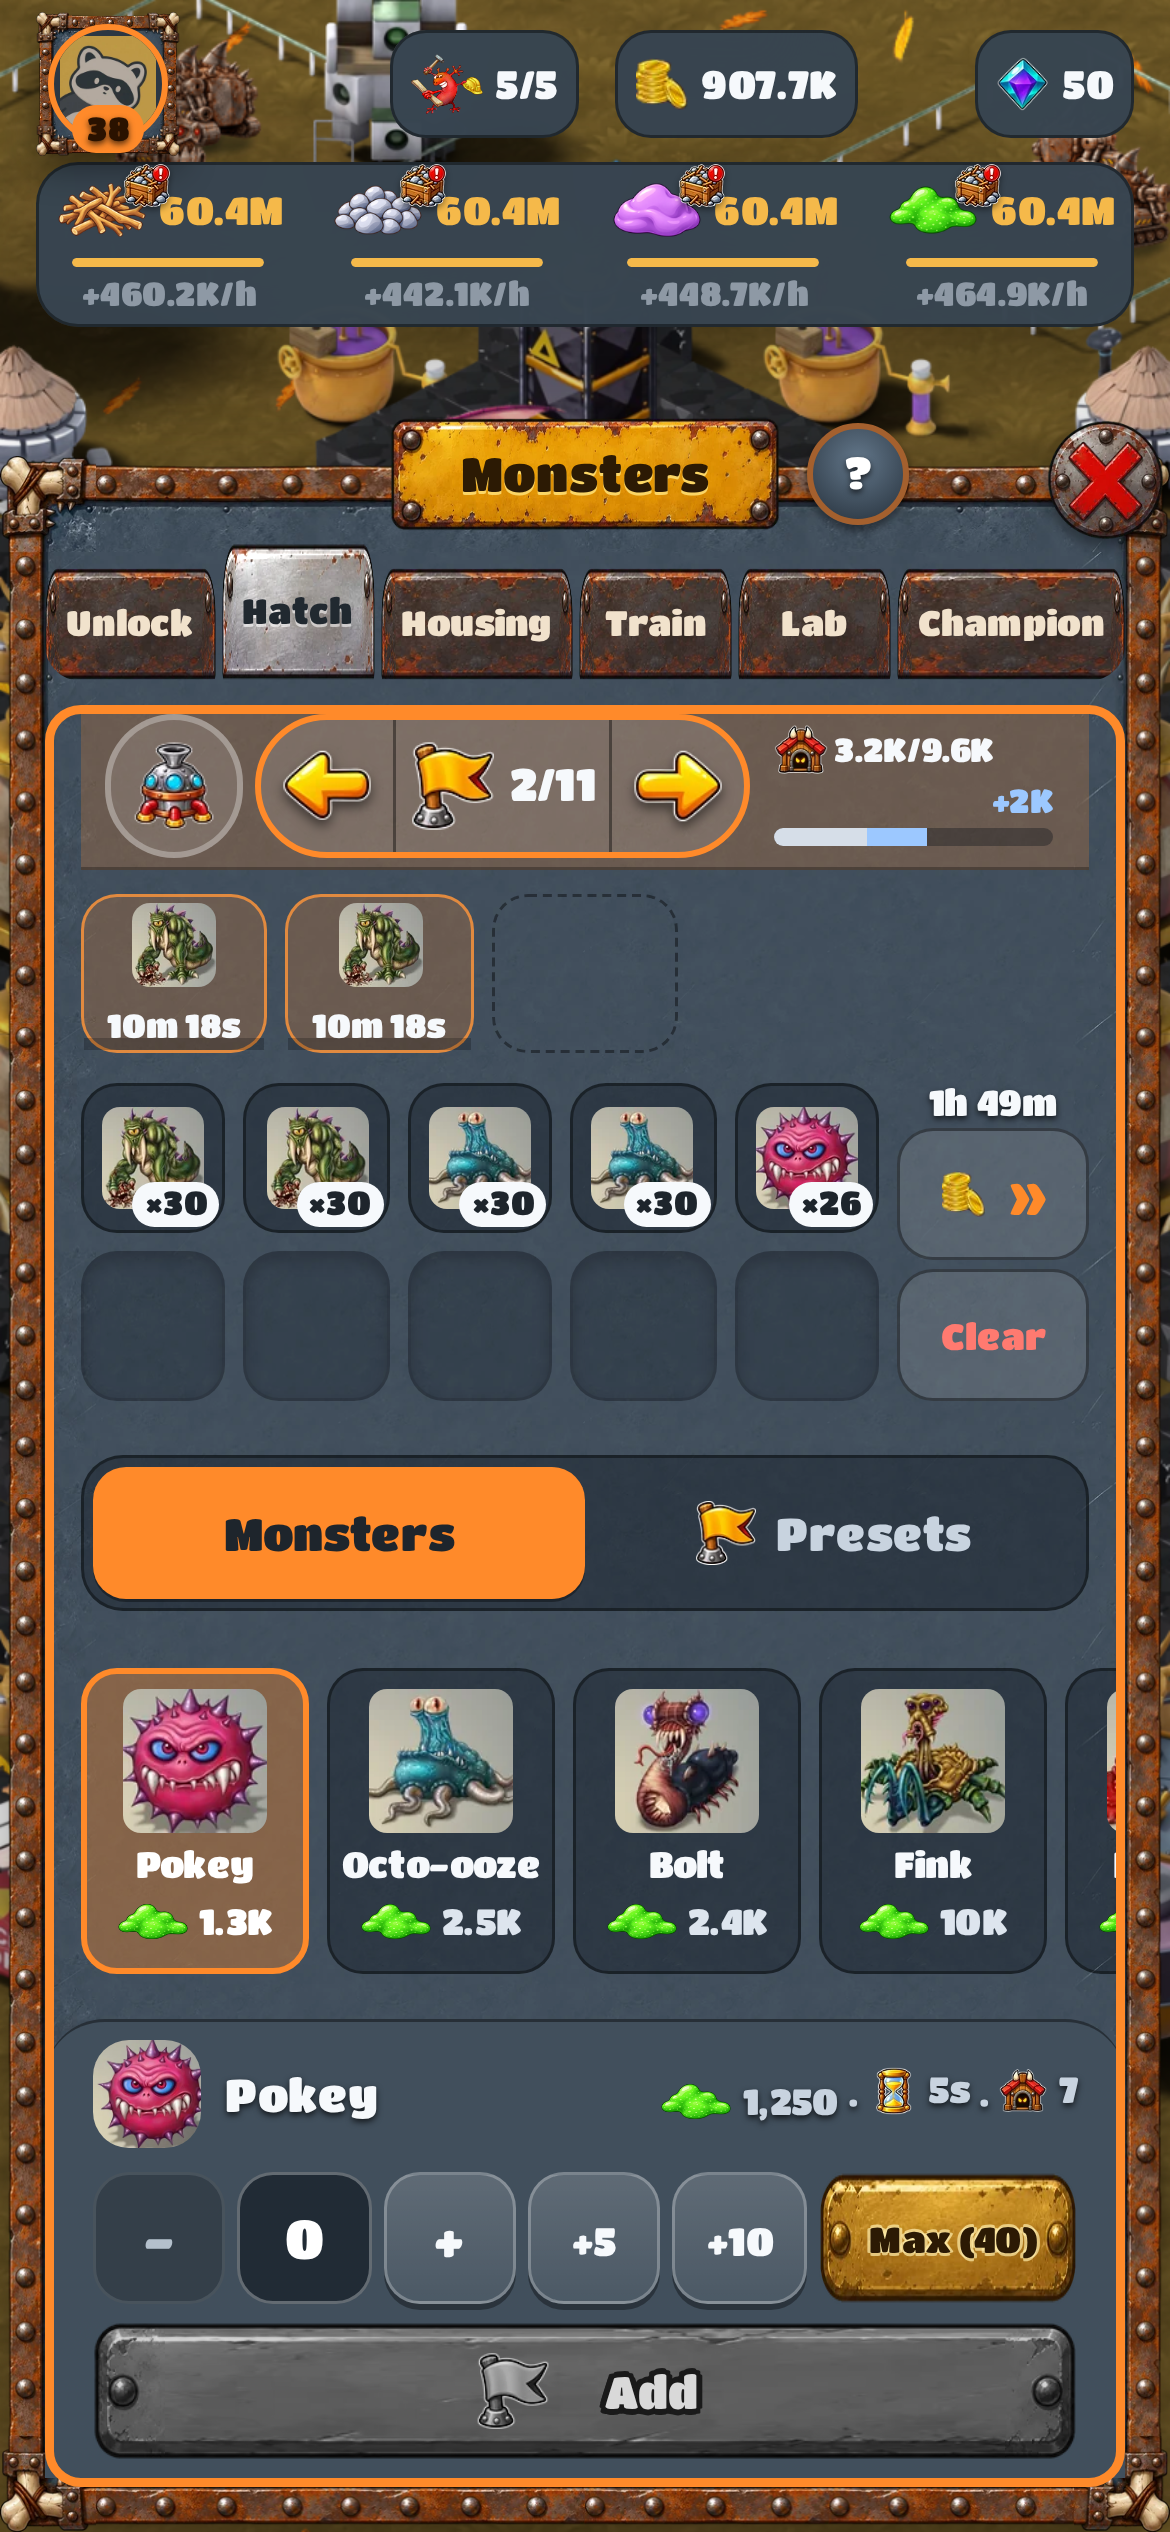 38
5/5
907.7K
50
60.4M
60.4M
60.4M
60.4M
+460.2K/h
+442.1K/h
+448.7K/h
+464.9K/h
Monsters
?
Unlock
Hatch
Housing
Train
Lab
Champion
2/11
3.2K/9.6K
+2K
10m 18s
10m 18s
×30
×30
×30
×30
×26
1h 49m
Clear
Monsters
Presets
Pokey
Octo-ooze
Bolt
Fink
1.3K
2.5K
2.4K
10K
Pokey
1,250 · 5s · 7
-
0
+
+5
+10
Max (40)
Add